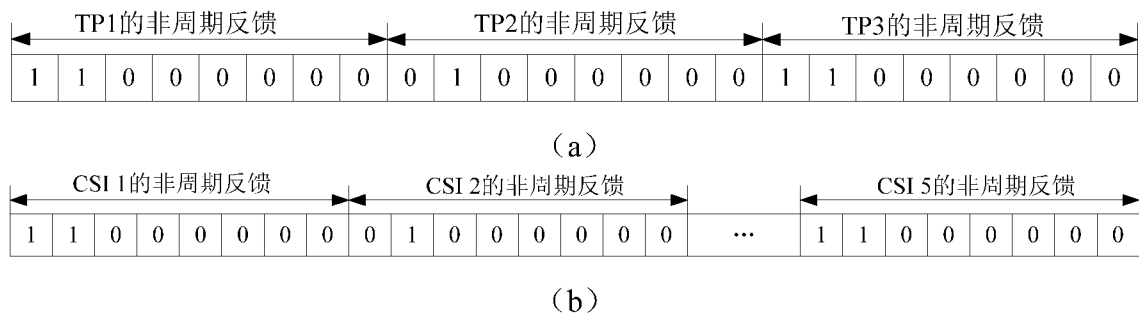 TP1的非周期反馈 TP2的非周期反馈 TP3的非周期反馈
1 1 0 0 0 0 0 0 0 1 0 0 0 0 0 0 1 1 0 0 0 0 0 0
（a）
CSI 1的非周期反馈 CSI 2的非周期反馈 CSI 5的非周期反馈
1 1 0 0 0 0 0 0 0 1 0 0 0 0 0 0 … 1 1 0 0 0 0 0 0
（b）